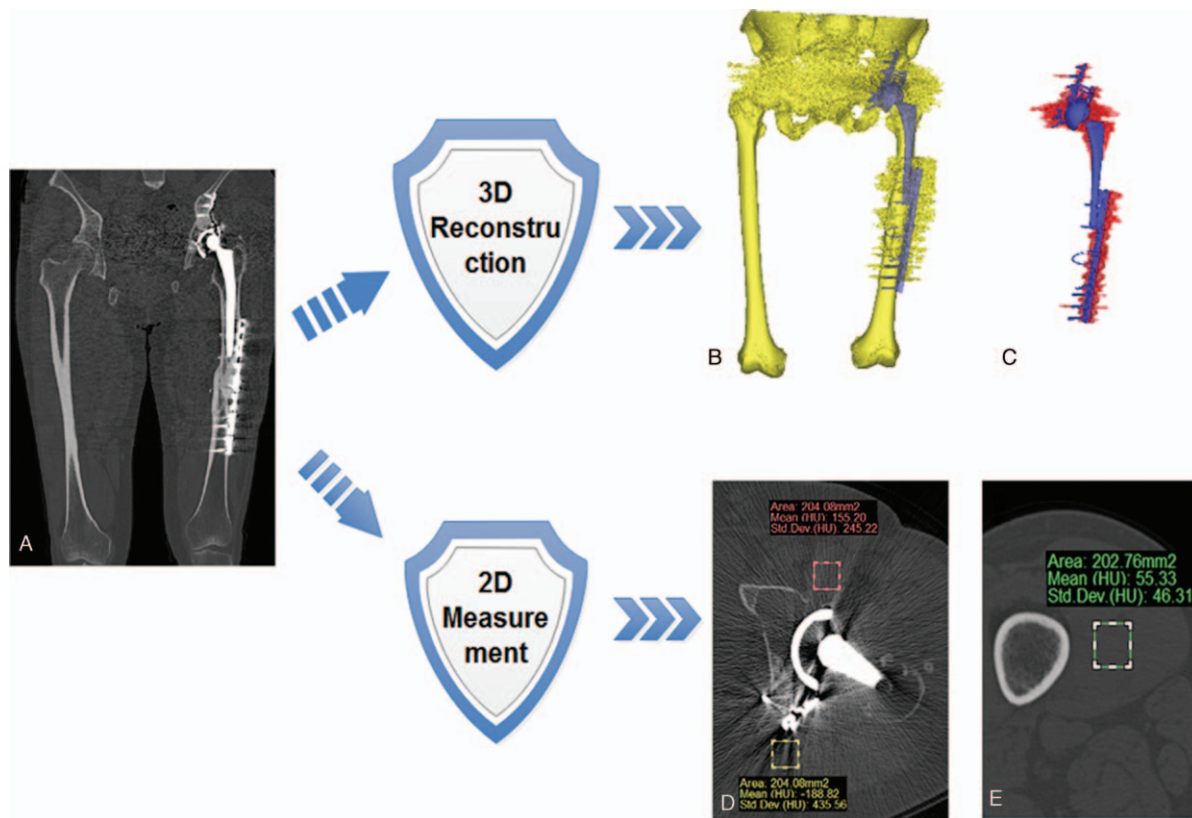 3D
Reconstru
ction
B
C
A
2D
Measure
ment
Area: 204.08mm2
Mean (HU): 155.20
Std.Dev.(HU): 245.22
Area: 202.76mm2
Mean (HU): 55.33
Std.Dev.(HU): 46.31
Area: 204.08mm2
Mean (HU): -188.82
Std.Dev.(HU): 435.56
D
E